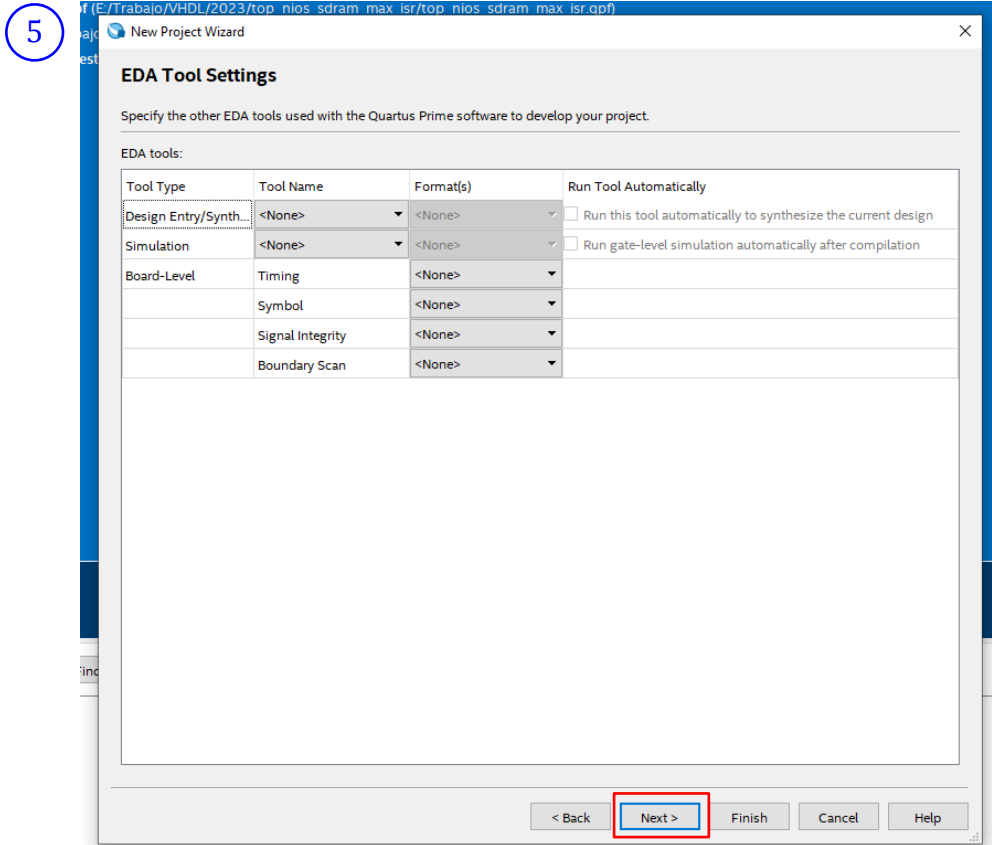 5
f (E:/Trabajo/VHDL/2023/top_nios_sdram_max_isr/top_nios_sdram_max_isr.qpf)
New Project Wizard
EDA Tool Settings
Specify the other EDA tools used with the Quartus Prime software to develop your project.
EDA tools:
Tool Type Tool Name Format(s) Run Tool Automatically
Design Entry/Synth... <None> <None> Run this tool automatically to synthesize the current design
Simulation <None> <None> Run gate-level simulation automatically after compilation
Board-Level Timing <None>
Symbol <None>
Signal Integrity <None>
Boundary Scan <None>
< Back Next > Finish Cancel Help